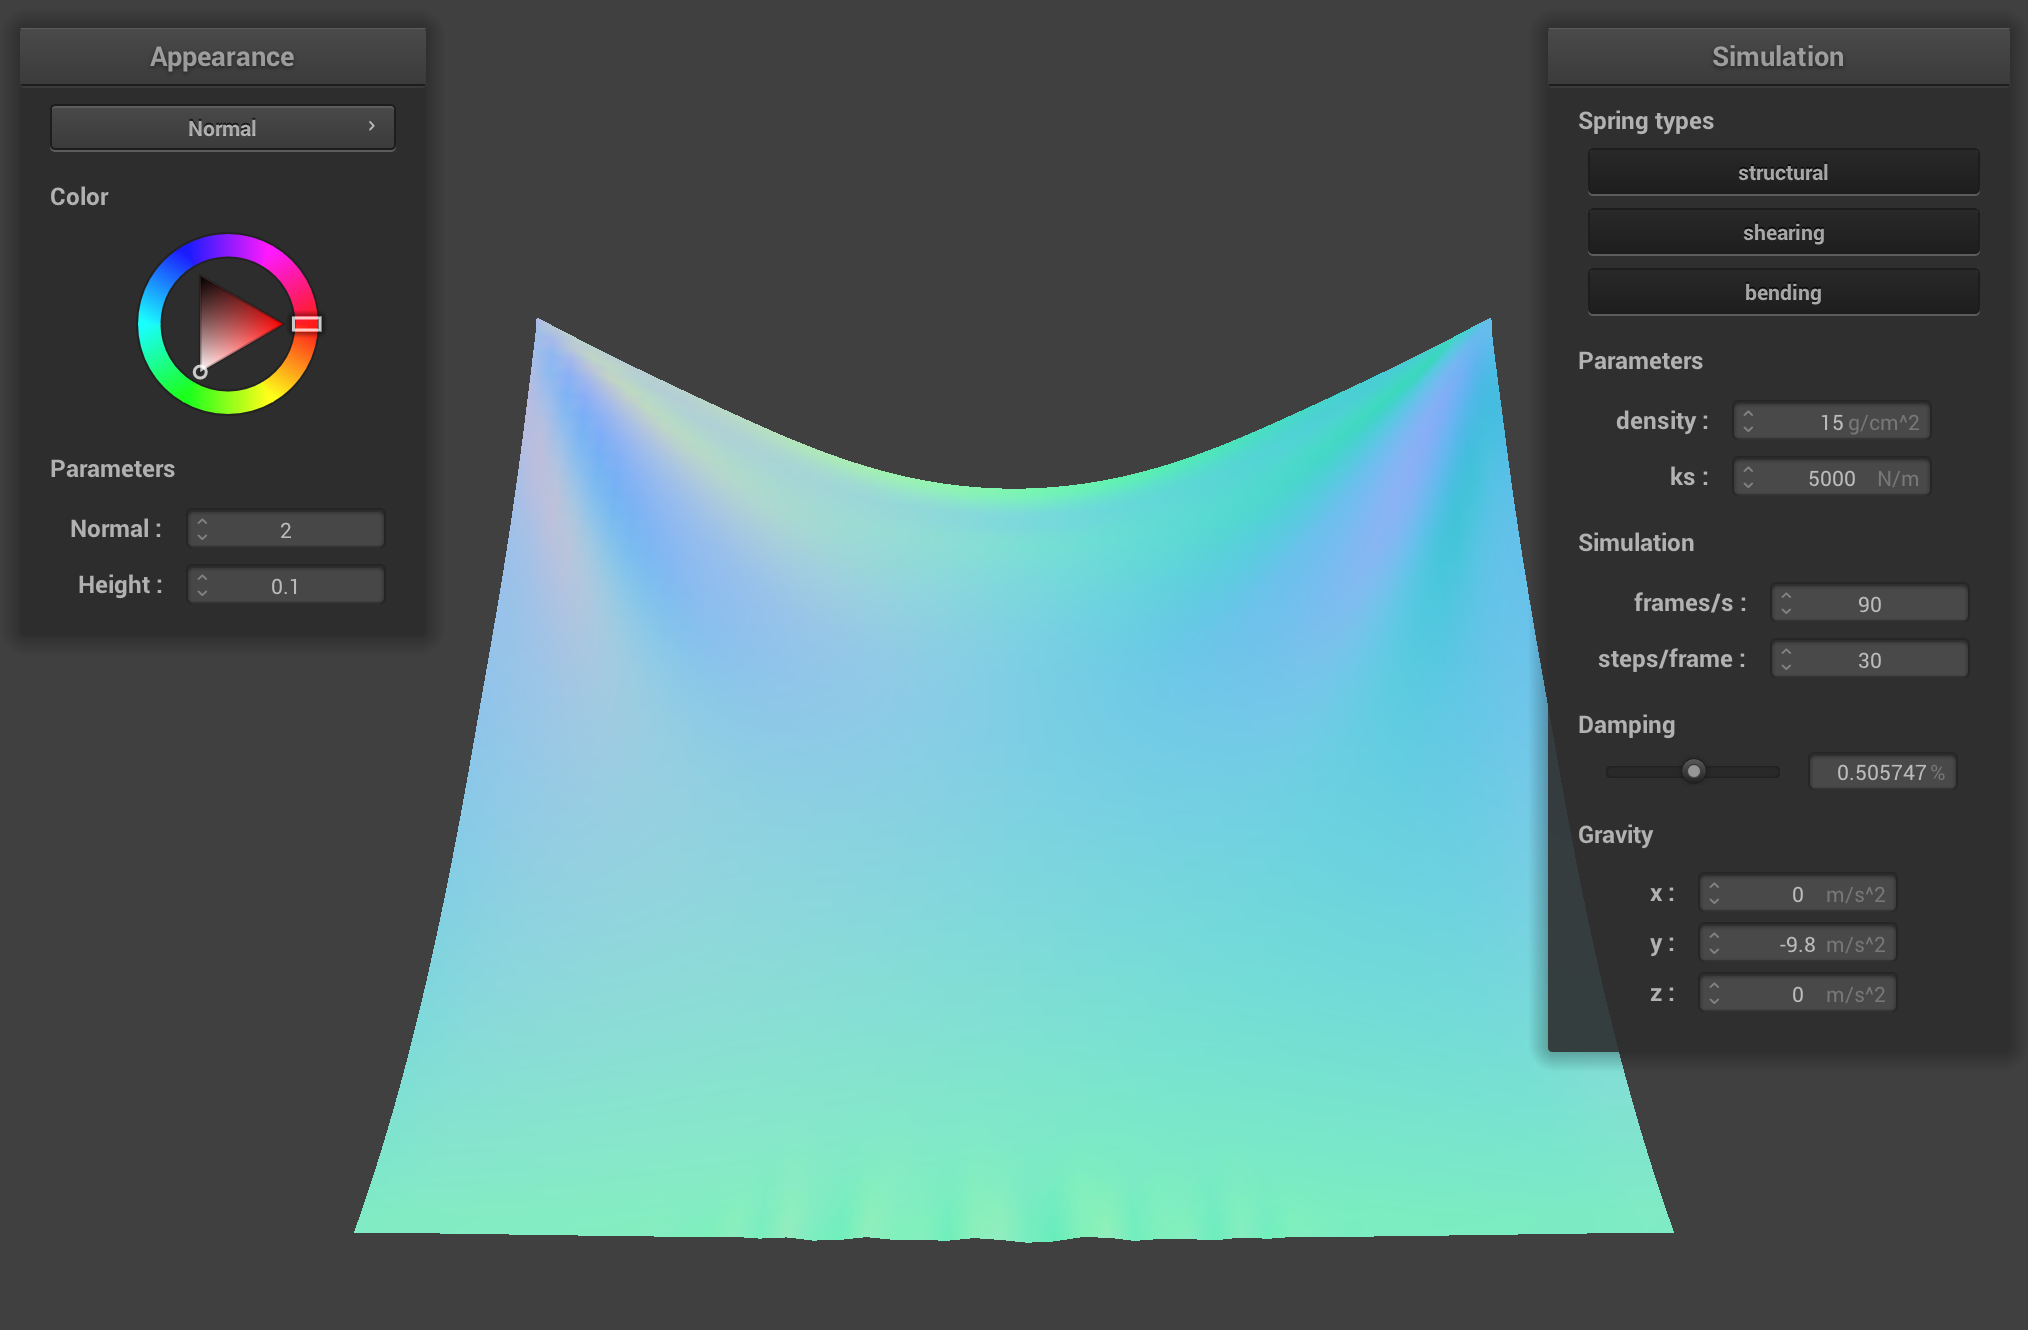 Appearance
Normal
Color
Parameters
Normal : 2
Height : 0.1
Simulation
Spring types
structural
shearing
bending
Parameters
density : 15 g/cm^2
ks : 5000 N/m
Simulation
frames/s : 90
steps/frame : 30
Damping
0.505747 %
Gravity
x : 0 m/s^2
y : -9.8 m/s^2
z : 0 m/s^2